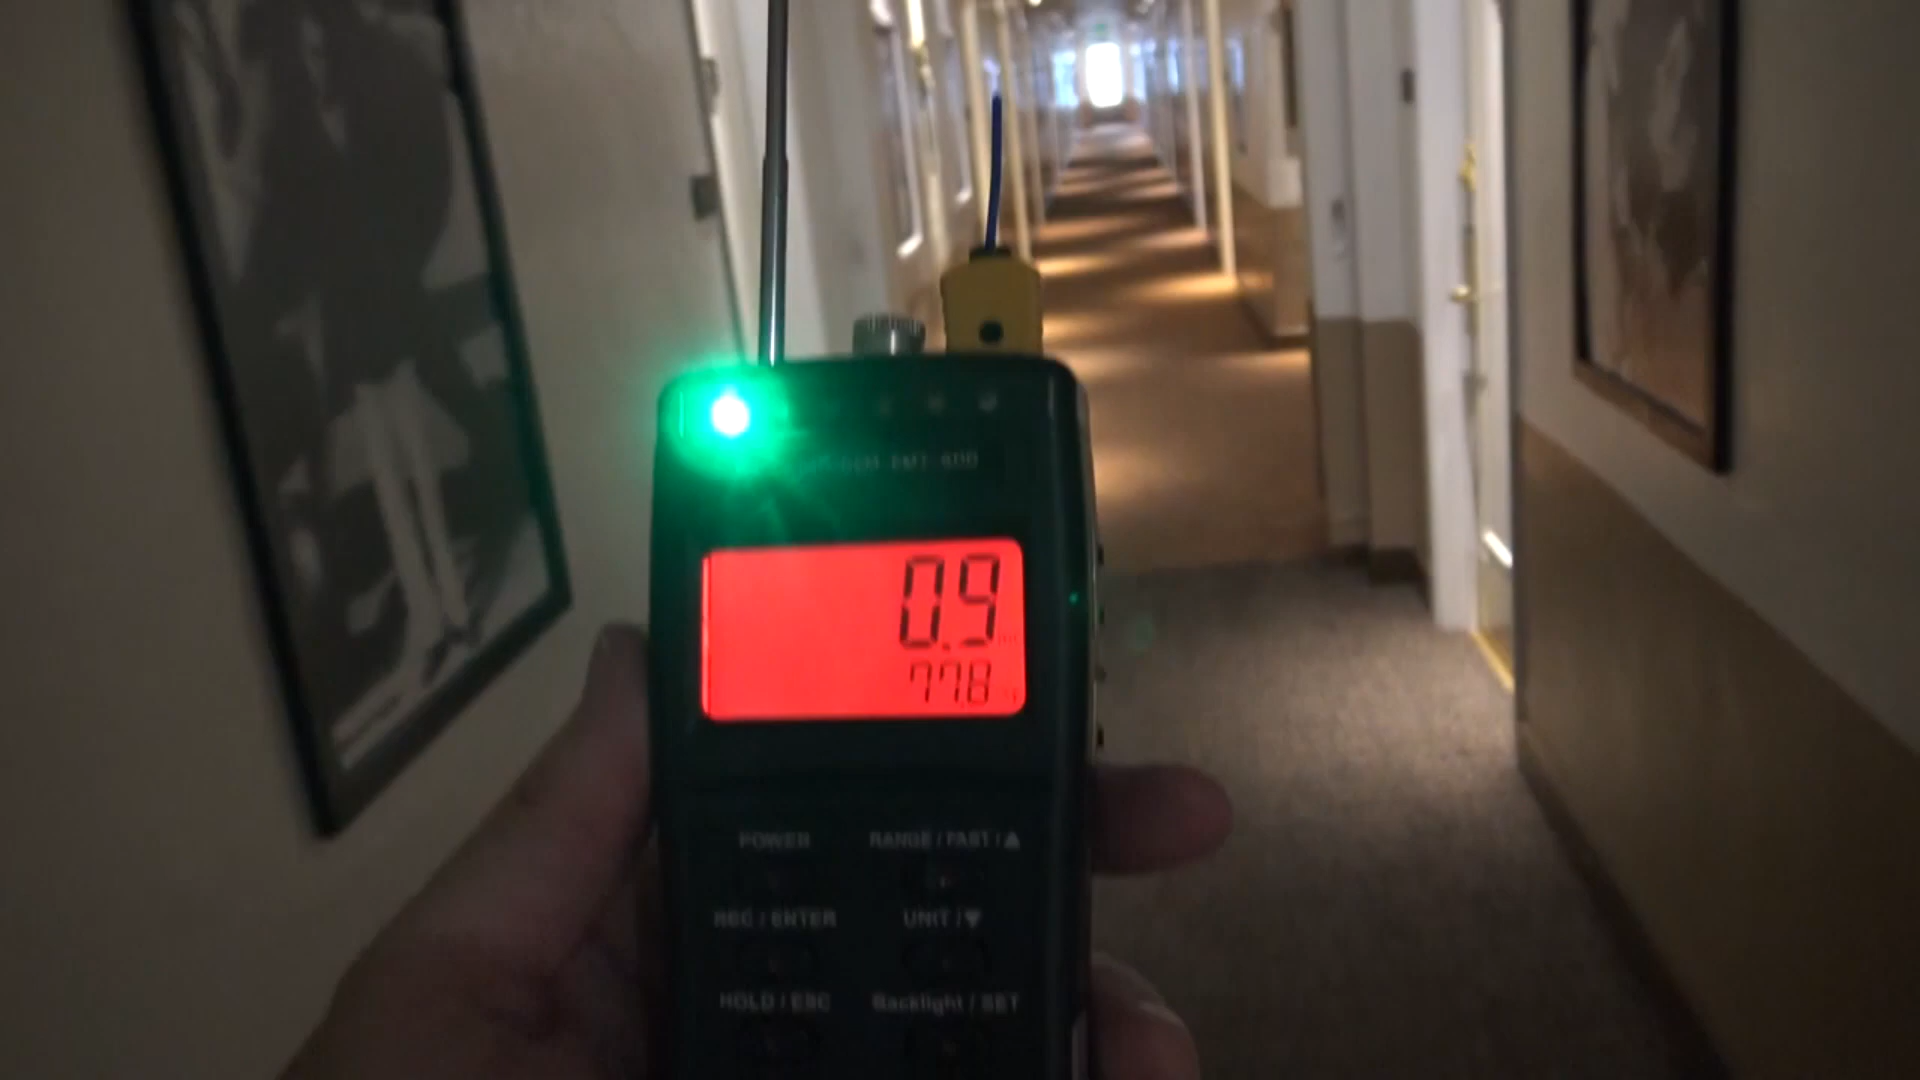 0.9
77.8
POWER
RANGE / FAST / ▲
REC / ENTER
UNIT / ▼
HOLD / ESC
Backlight / SET